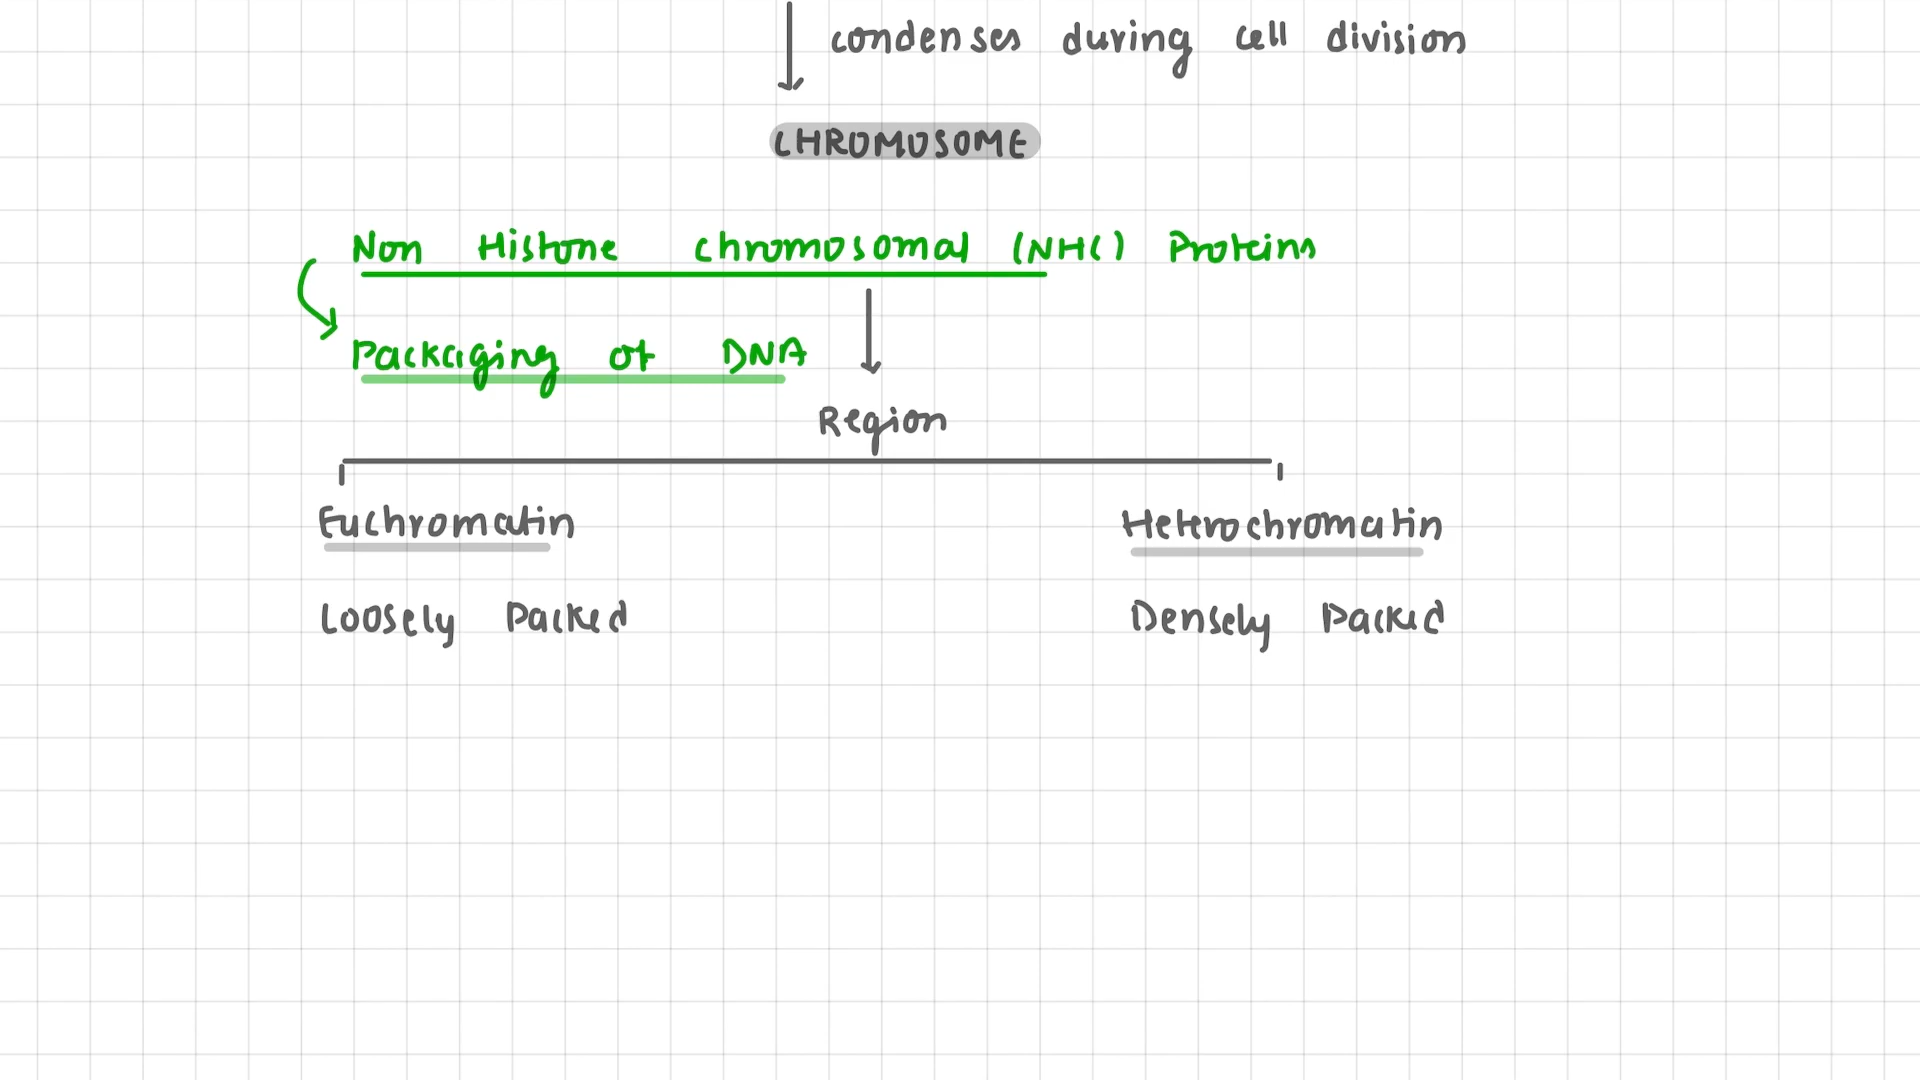 condenses during cell division
CHROMOSOME
Non Histone Chromosomal (NHC) Proteins
Packaging of DNA
Region
Euchromatin Heterochromatin
Loosely Packed Densely Packed